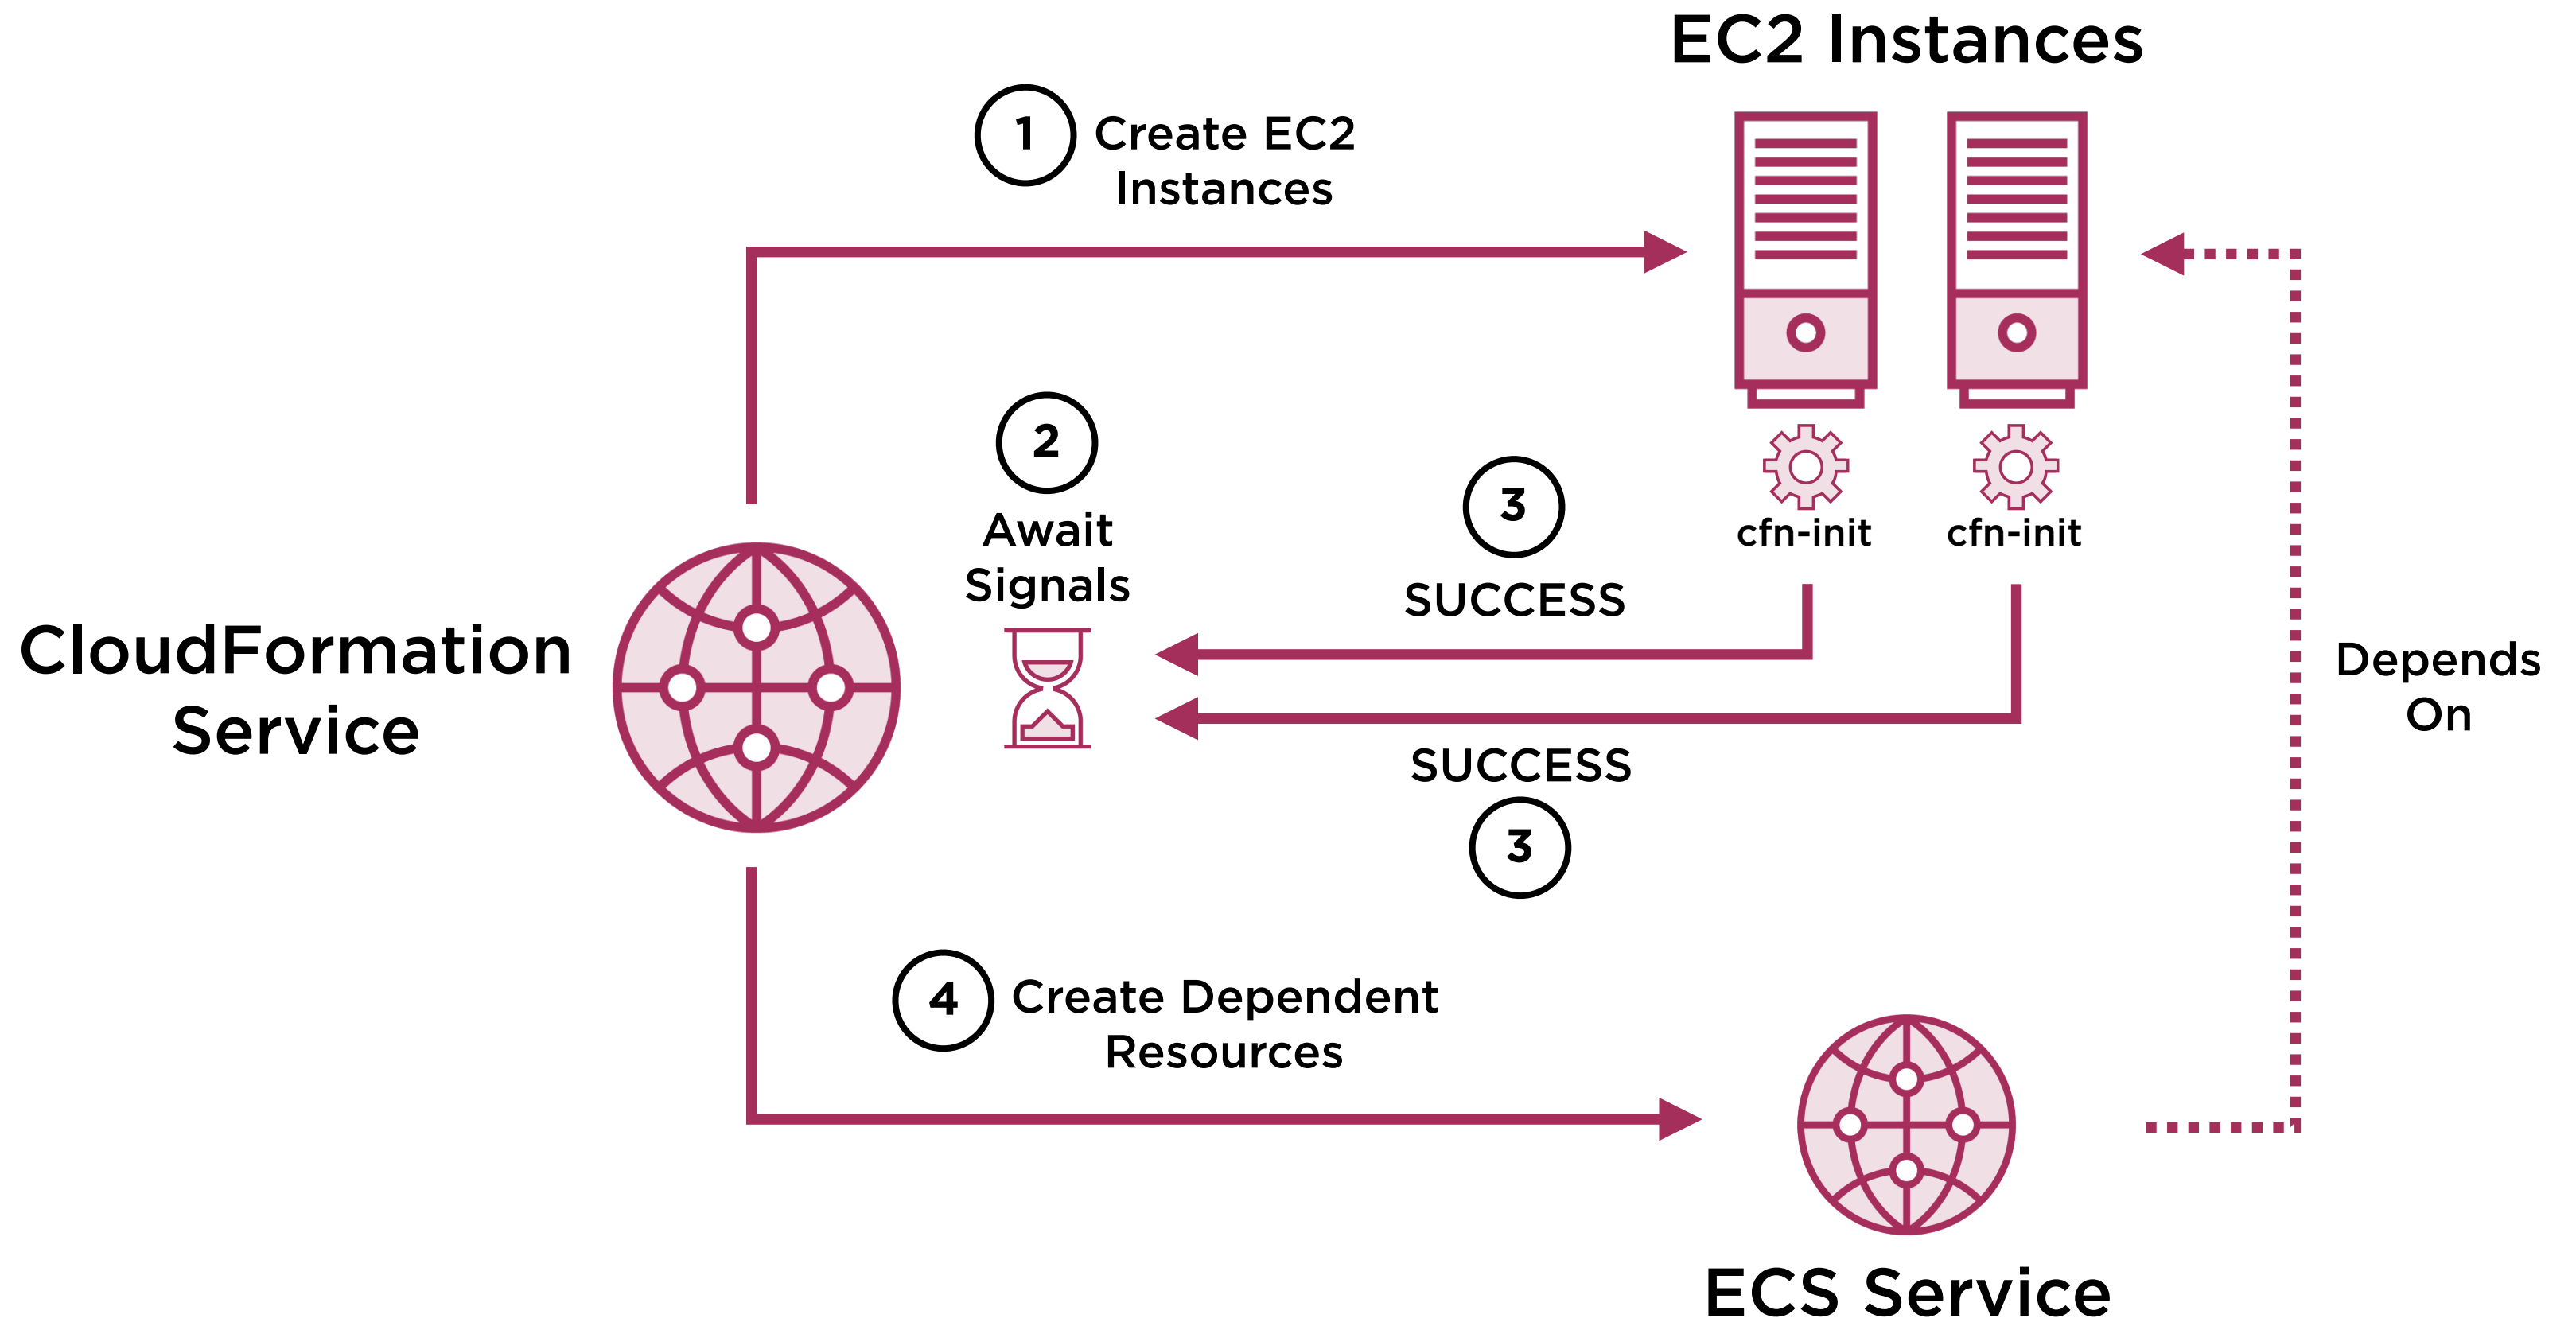 EC2 Instances
1
Create EC2
Instances
2
Await
Signals
3
SUCCESS
cfn-init
cfn-init
CloudFormation
Service
SUCCESS
3
Depends
On
4
Create Dependent
Resources
ECS Service